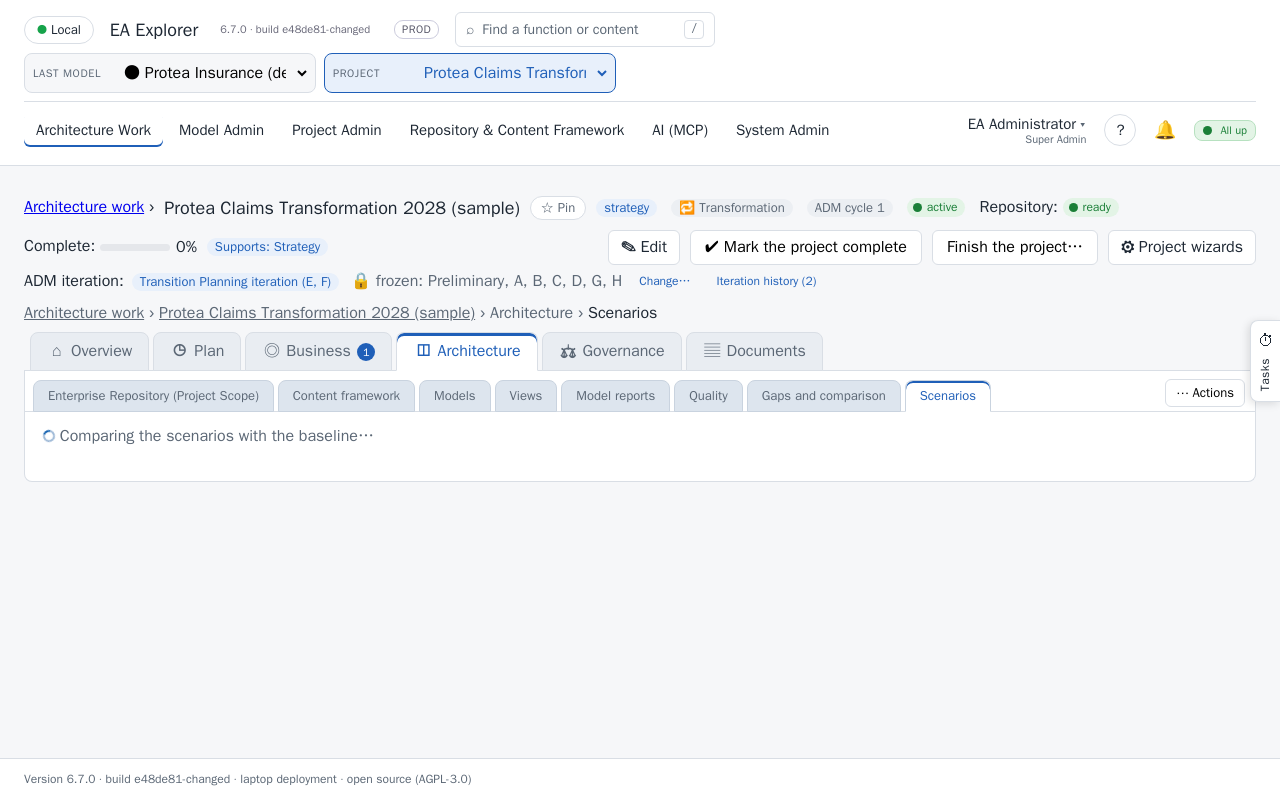 Local EA Explorer 6.7.0 · build e48de81-changed PROD Find a function or content /
LAST MODEL Protea Insurance (de PROJECT Protea Claims Transfor
Architecture Work Model Admin Project Admin Repository & Content Framework AI (MCP) System Admin EA Administrator ? All up
Super Admin
Architecture work › Protea Claims Transformation 2028 (sample) ☆ Pin strategy Transformation ADM cycle 1 active Repository: ready
Complete: 0% Supports: Strategy ✎ Edit ✔ Mark the project complete Finish the project··· ⚙ Project wizards
ADM iteration: Transition Planning iteration (E, F) 🔒 frozen: Preliminary, A, B, C, D, G, H Change··· Iteration history (2)
Architecture work › Protea Claims Transformation 2028 (sample) › Architecture › Scenarios
Tasks
Overview Plan Business 1 Architecture Governance Documents
Enterprise Repository (Project Scope) Content framework Models Views Model reports Quality Gaps and comparison Scenarios ··· Actions
Comparing the scenarios with the baseline···
Version 6.7.0 · build e48de81-changed · laptop deployment · open source (AGPL-3.0)